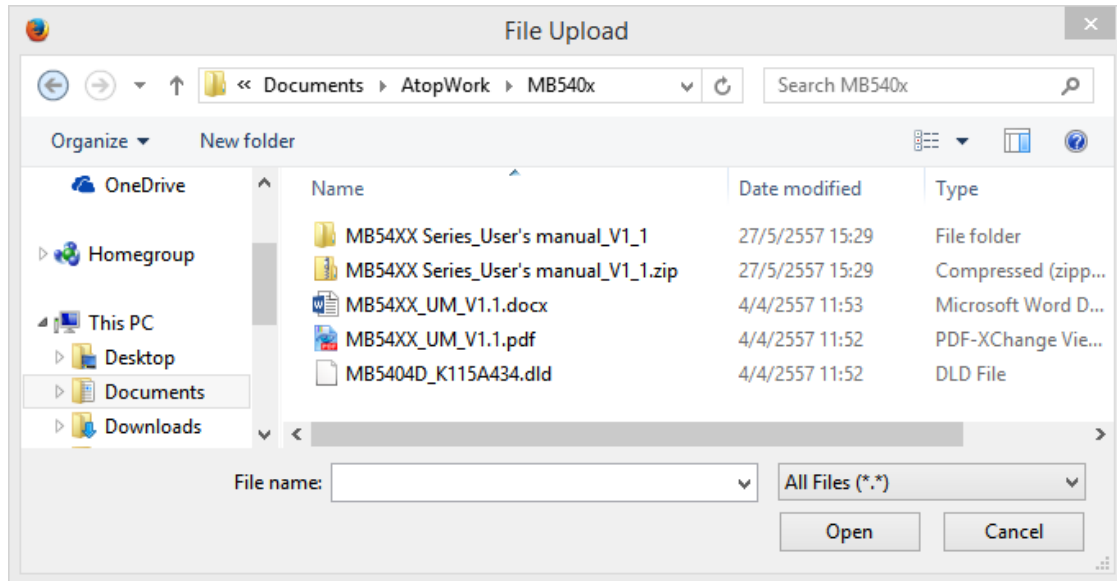 File Upload
« Documents AtopWork MB540x Search MB540x
Organize New folder
OneDrive
Homegroup
This PC
Desktop
Documents
Downloads
Name Date modified Type
MB54XX Series_User's manual_V1_1 27/5/2557 15:29 File folder
MB54XX Series_User's manual_V1_1.zip 27/5/2557 15:29 Compressed (zipp...
MB54XX_UM_V1.1.docx 4/4/2557 11:53 Microsoft Word D...
MB54XX_UM_V1.1.pdf 4/4/2557 11:52 PDF-XChange Vie...
MB5404D_K115A434.dld 4/4/2557 11:52 DLD File
File name: All Files (*.*)
Open Cancel